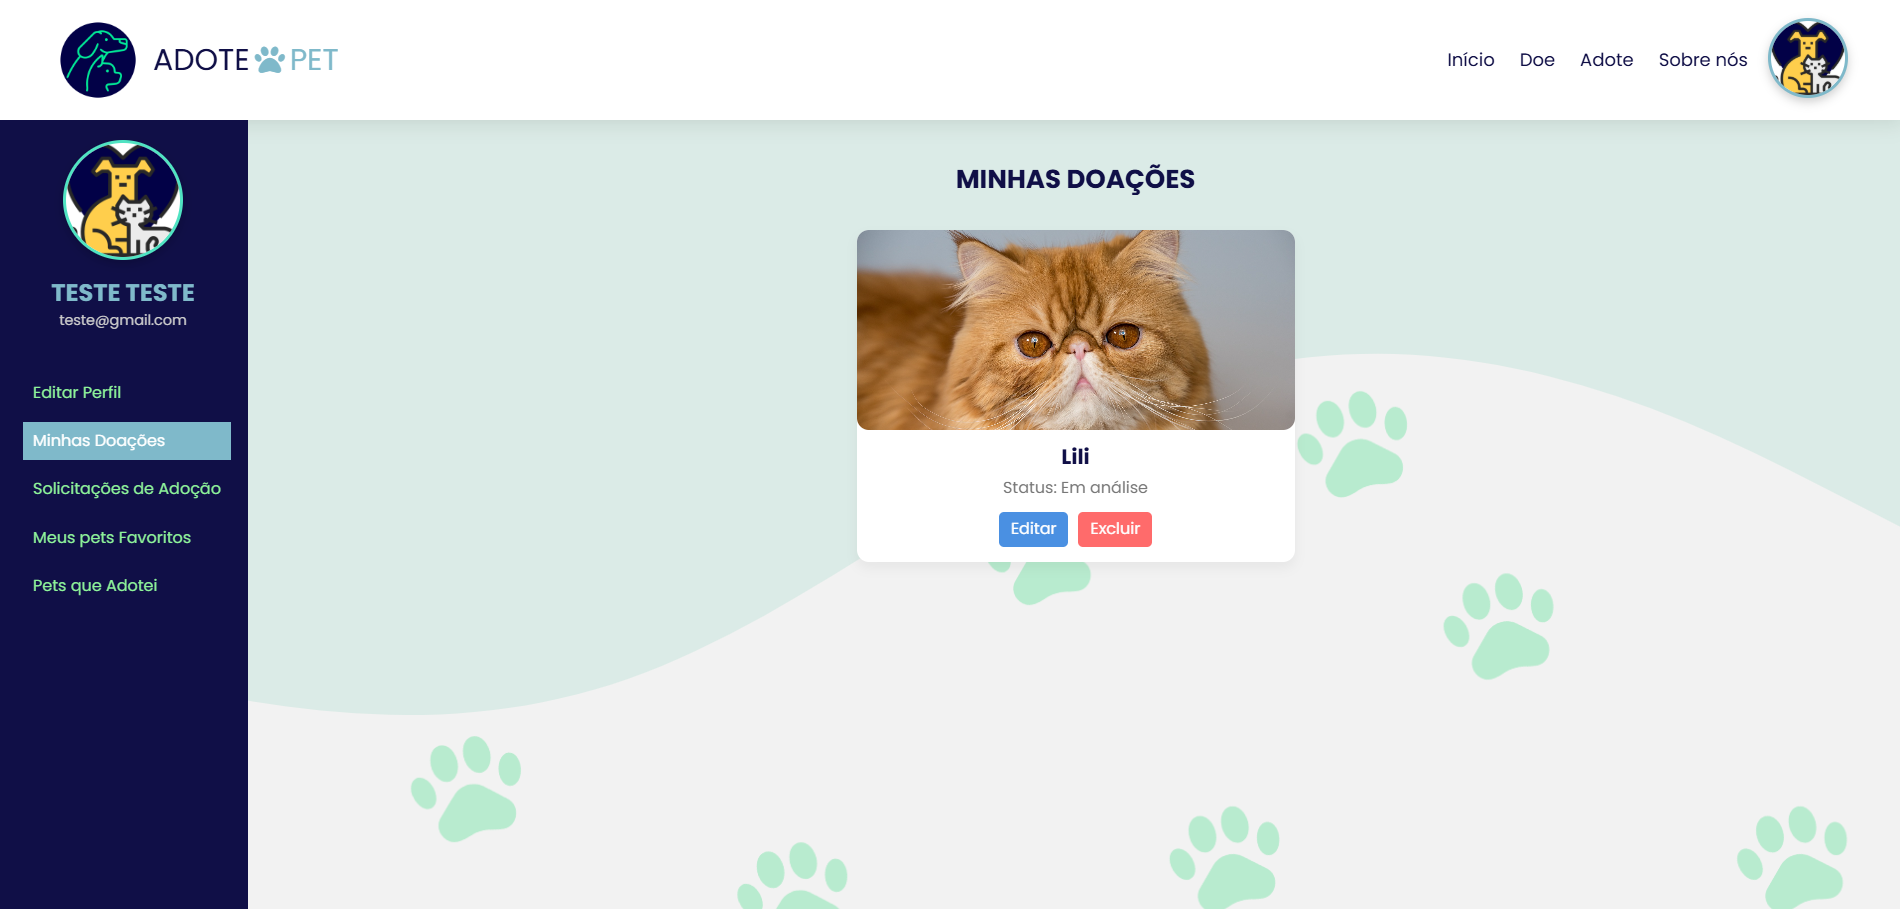 ADOTE PET
Início Doe Adote Sobre nós
TESTE TESTE
teste@gmail.com
Editar Perfil
Minhas Doações
Solicitações de Adoção
Meus pets Favoritos
Pets que Adotei
MINHAS DOAÇÕES
Lili
Status: Em análise
Editar Excluir